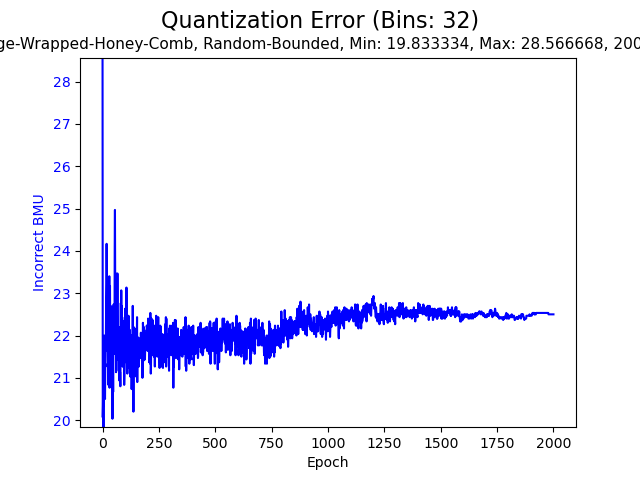 Quantization Error (Bins: 32)
ge-Wrapped-Honey-Comb, Random-Bounded, Min: 19.833334, Max: 28.566668, 200
28
27
26
25
24
23
22
21
20
Incorrect BMU
0 250 500 750 1000 1250 1500 1750 2000
Epoch